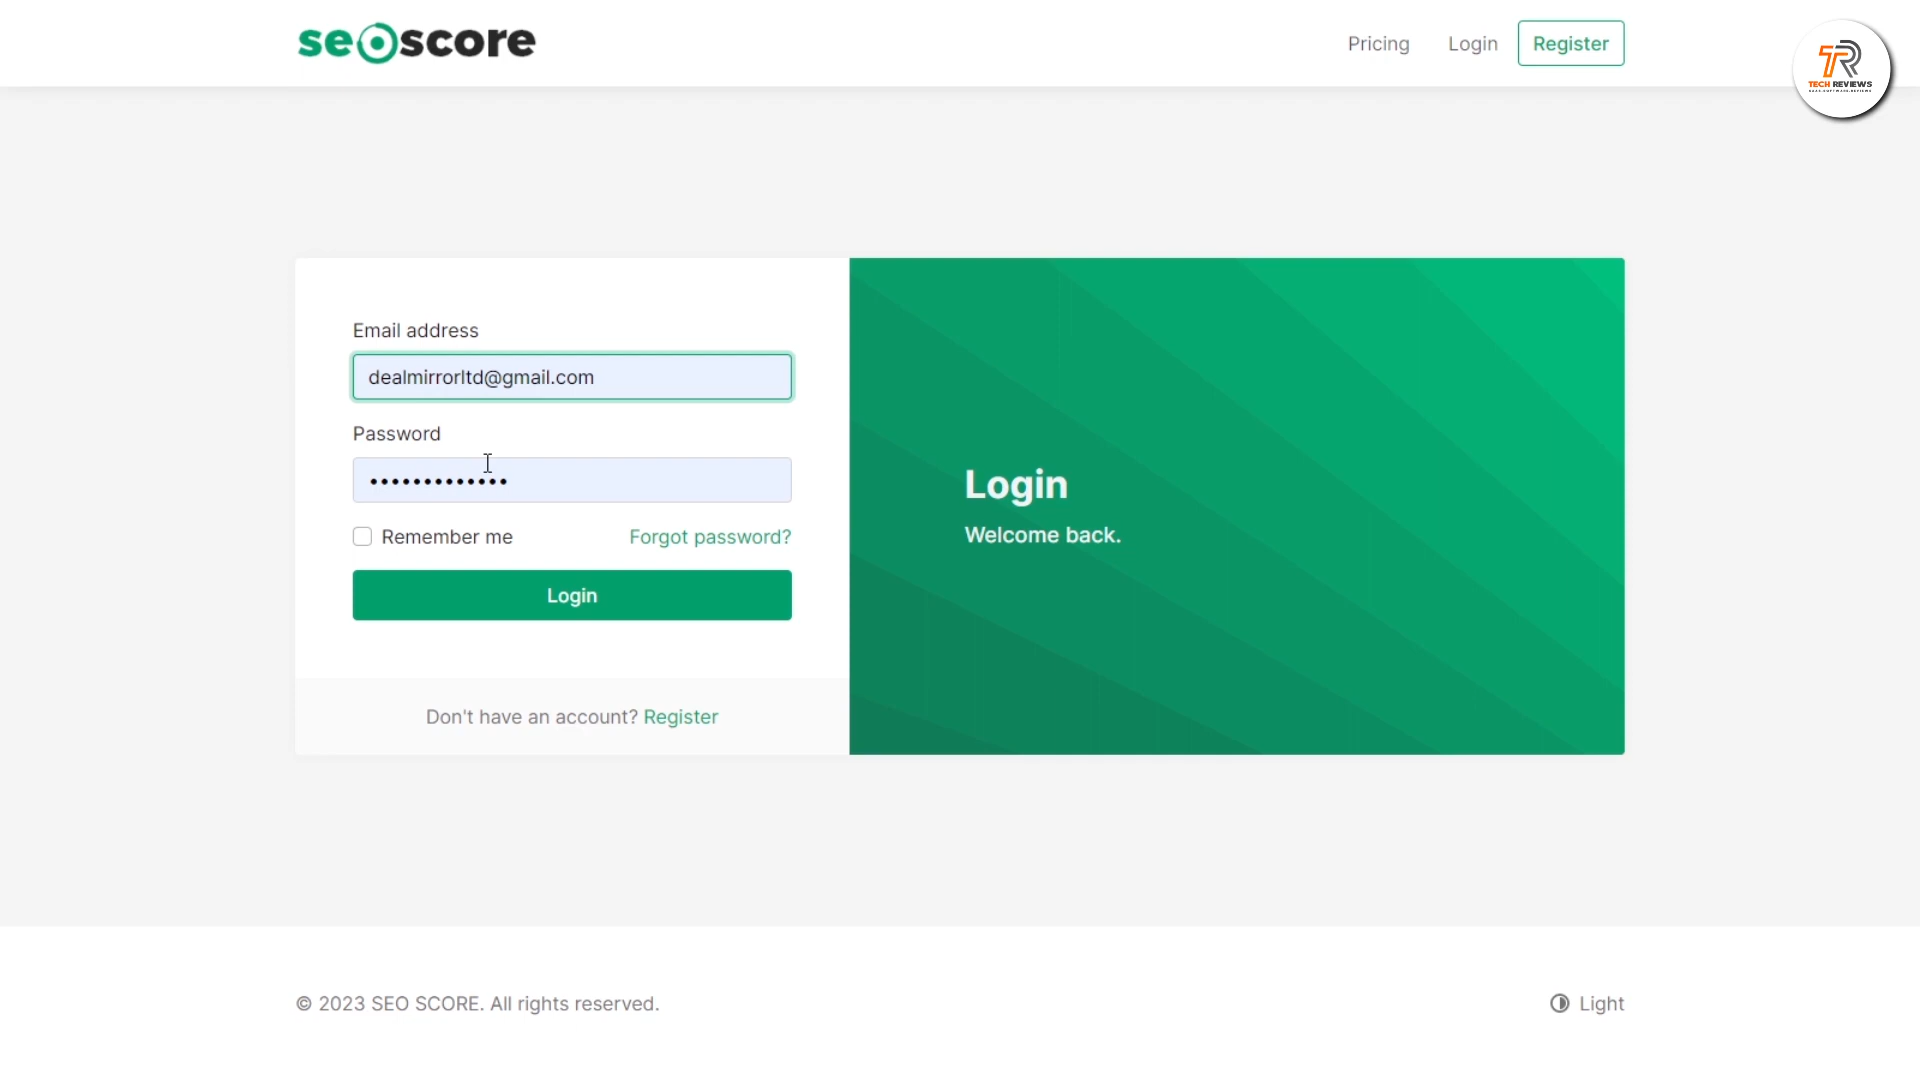 seoscore
Pricing
Login
Register
TR
TECH REVIEWS
Email address
dealmirrorltd@gmail.com
Password
Remember me
Forgot password?
Login
Don't have an account? Register
Login
Welcome back.
© 2023 SEO SCORE. All rights reserved.
Light